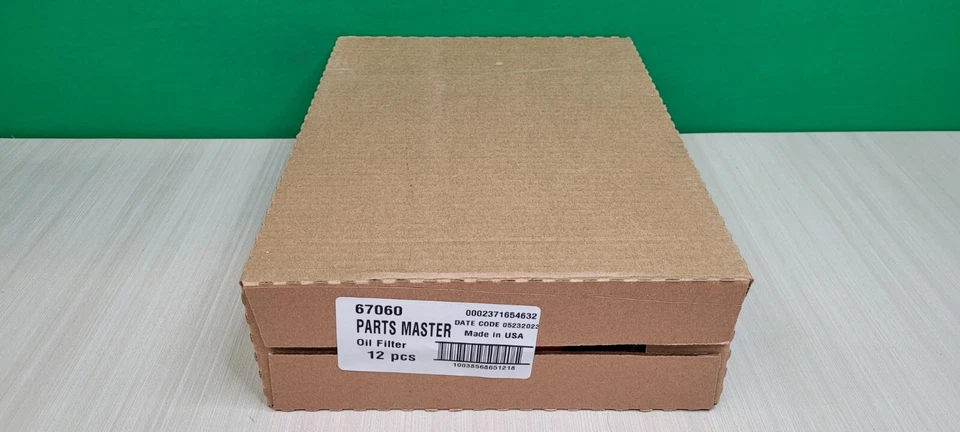 67060
0002371654632
PARTS MASTER
DATE CODE 05232023
Oil Filter
Made in USA
12 pcs
10038568651218